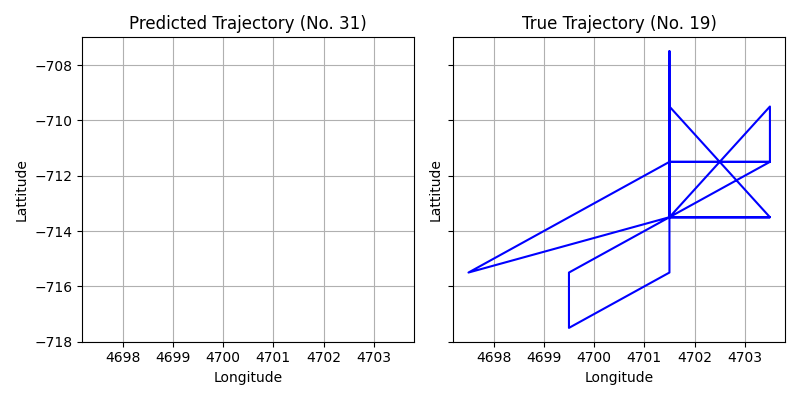 Predicted Trajectory (No. 31)
True Trajectory (No. 19)
−708
−710
−712
−714
−716
−718
Lattitude
Lattitude
4698 4699 4700 4701 4702 4703
4698 4699 4700 4701 4702 4703
Longitude
Longitude